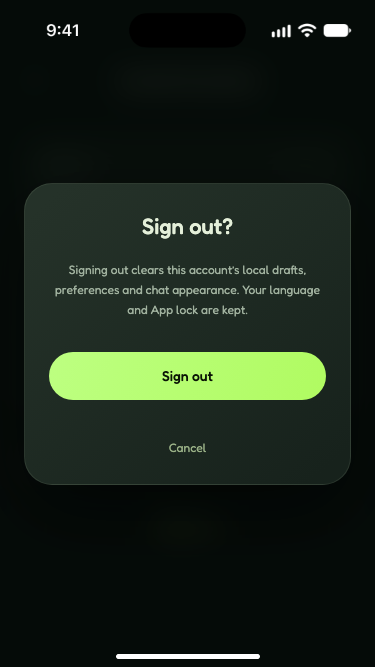 9:41
Sign out?
Signing out clears this account's local drafts,
preferences and chat appearance. Your language
and App lock are kept.
Sign out
Cancel